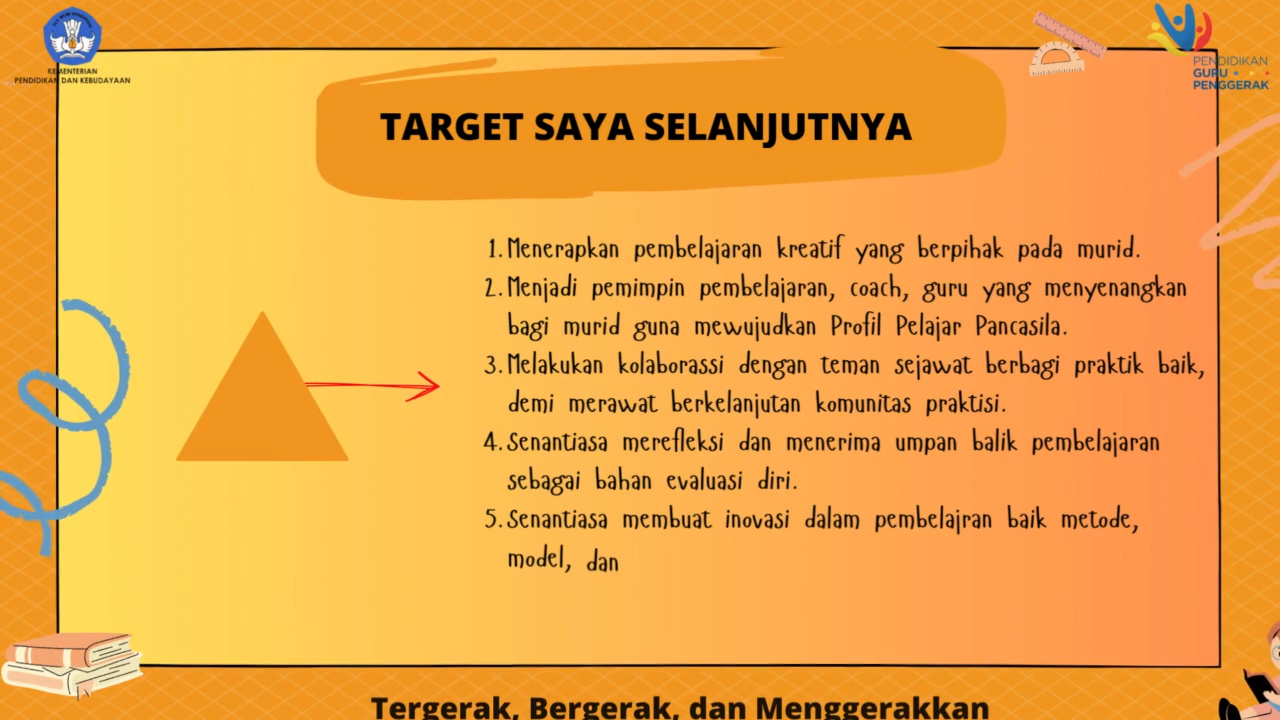 KEMENTERIAN
PENDIDIKAN DAN KEBUDAYAAN
PENDIDIKAN
GURU
PENGGERAK
TARGET SAYA SELANJUTNYA
1. Menerapkan pembelajaran kreatif yang berpihak pada murid.
2. Menjadi pemimpin pembelajaran, coach, guru yang menyenangkan
bagi murid guna mewujudkan Profil Pelajar Pancasila.
3. Melakukan kolaborassi dengan teman sejawat berbagi praktik baik,
demi merawat berkelanjutan komunitas praktisi.
4. Senantiasa merefleksi dan menerima umpan balik pembelajaran
sebagai bahan evaluasi diri.
5. Senantiasa membuat inovasi dalam pembelajran baik metode,
model, dan
Tergerak, Bergerak, dan Menggerakkan